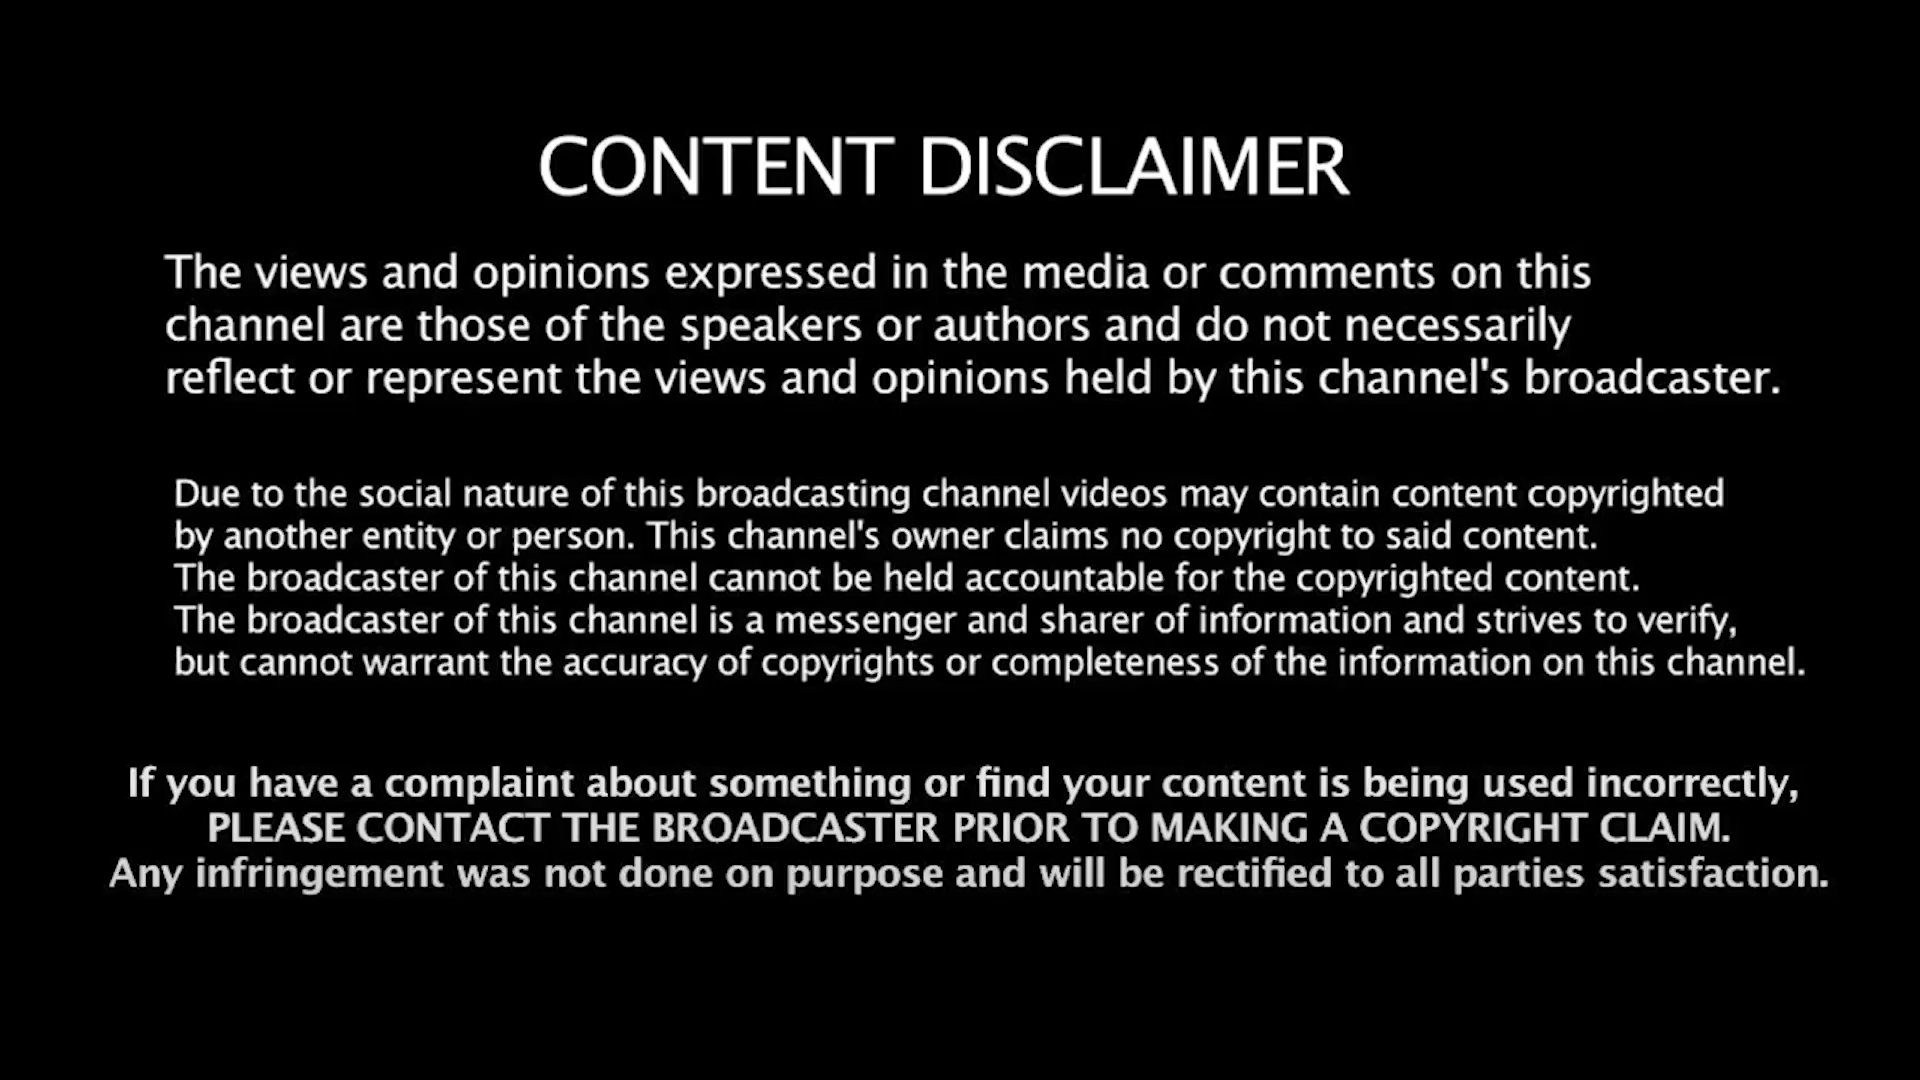 CONTENT DISCLAIMER
The views and opinions expressed in the media or comments on this
channel are those of the speakers or authors and do not necessarily
reflect or represent the views and opinions held by this channel's broadcaster.
Due to the social nature of this broadcasting channel videos may contain content copyrighted
by another entity or person. This channel's owner claims no copyright to said content.
The broadcaster of this channel cannot be held accountable for the copyrighted content.
The broadcaster of this channel is a messenger and sharer of information and strives to verify,
but cannot warrant the accuracy of copyrights or completeness of the information on this channel.
If you have a complaint about something or find your content is being used incorrectly,
PLEASE CONTACT THE BROADCASTER PRIOR TO MAKING A COPYRIGHT CLAIM.
Any infringement was not done on purpose and will be rectified to all parties satisfaction.